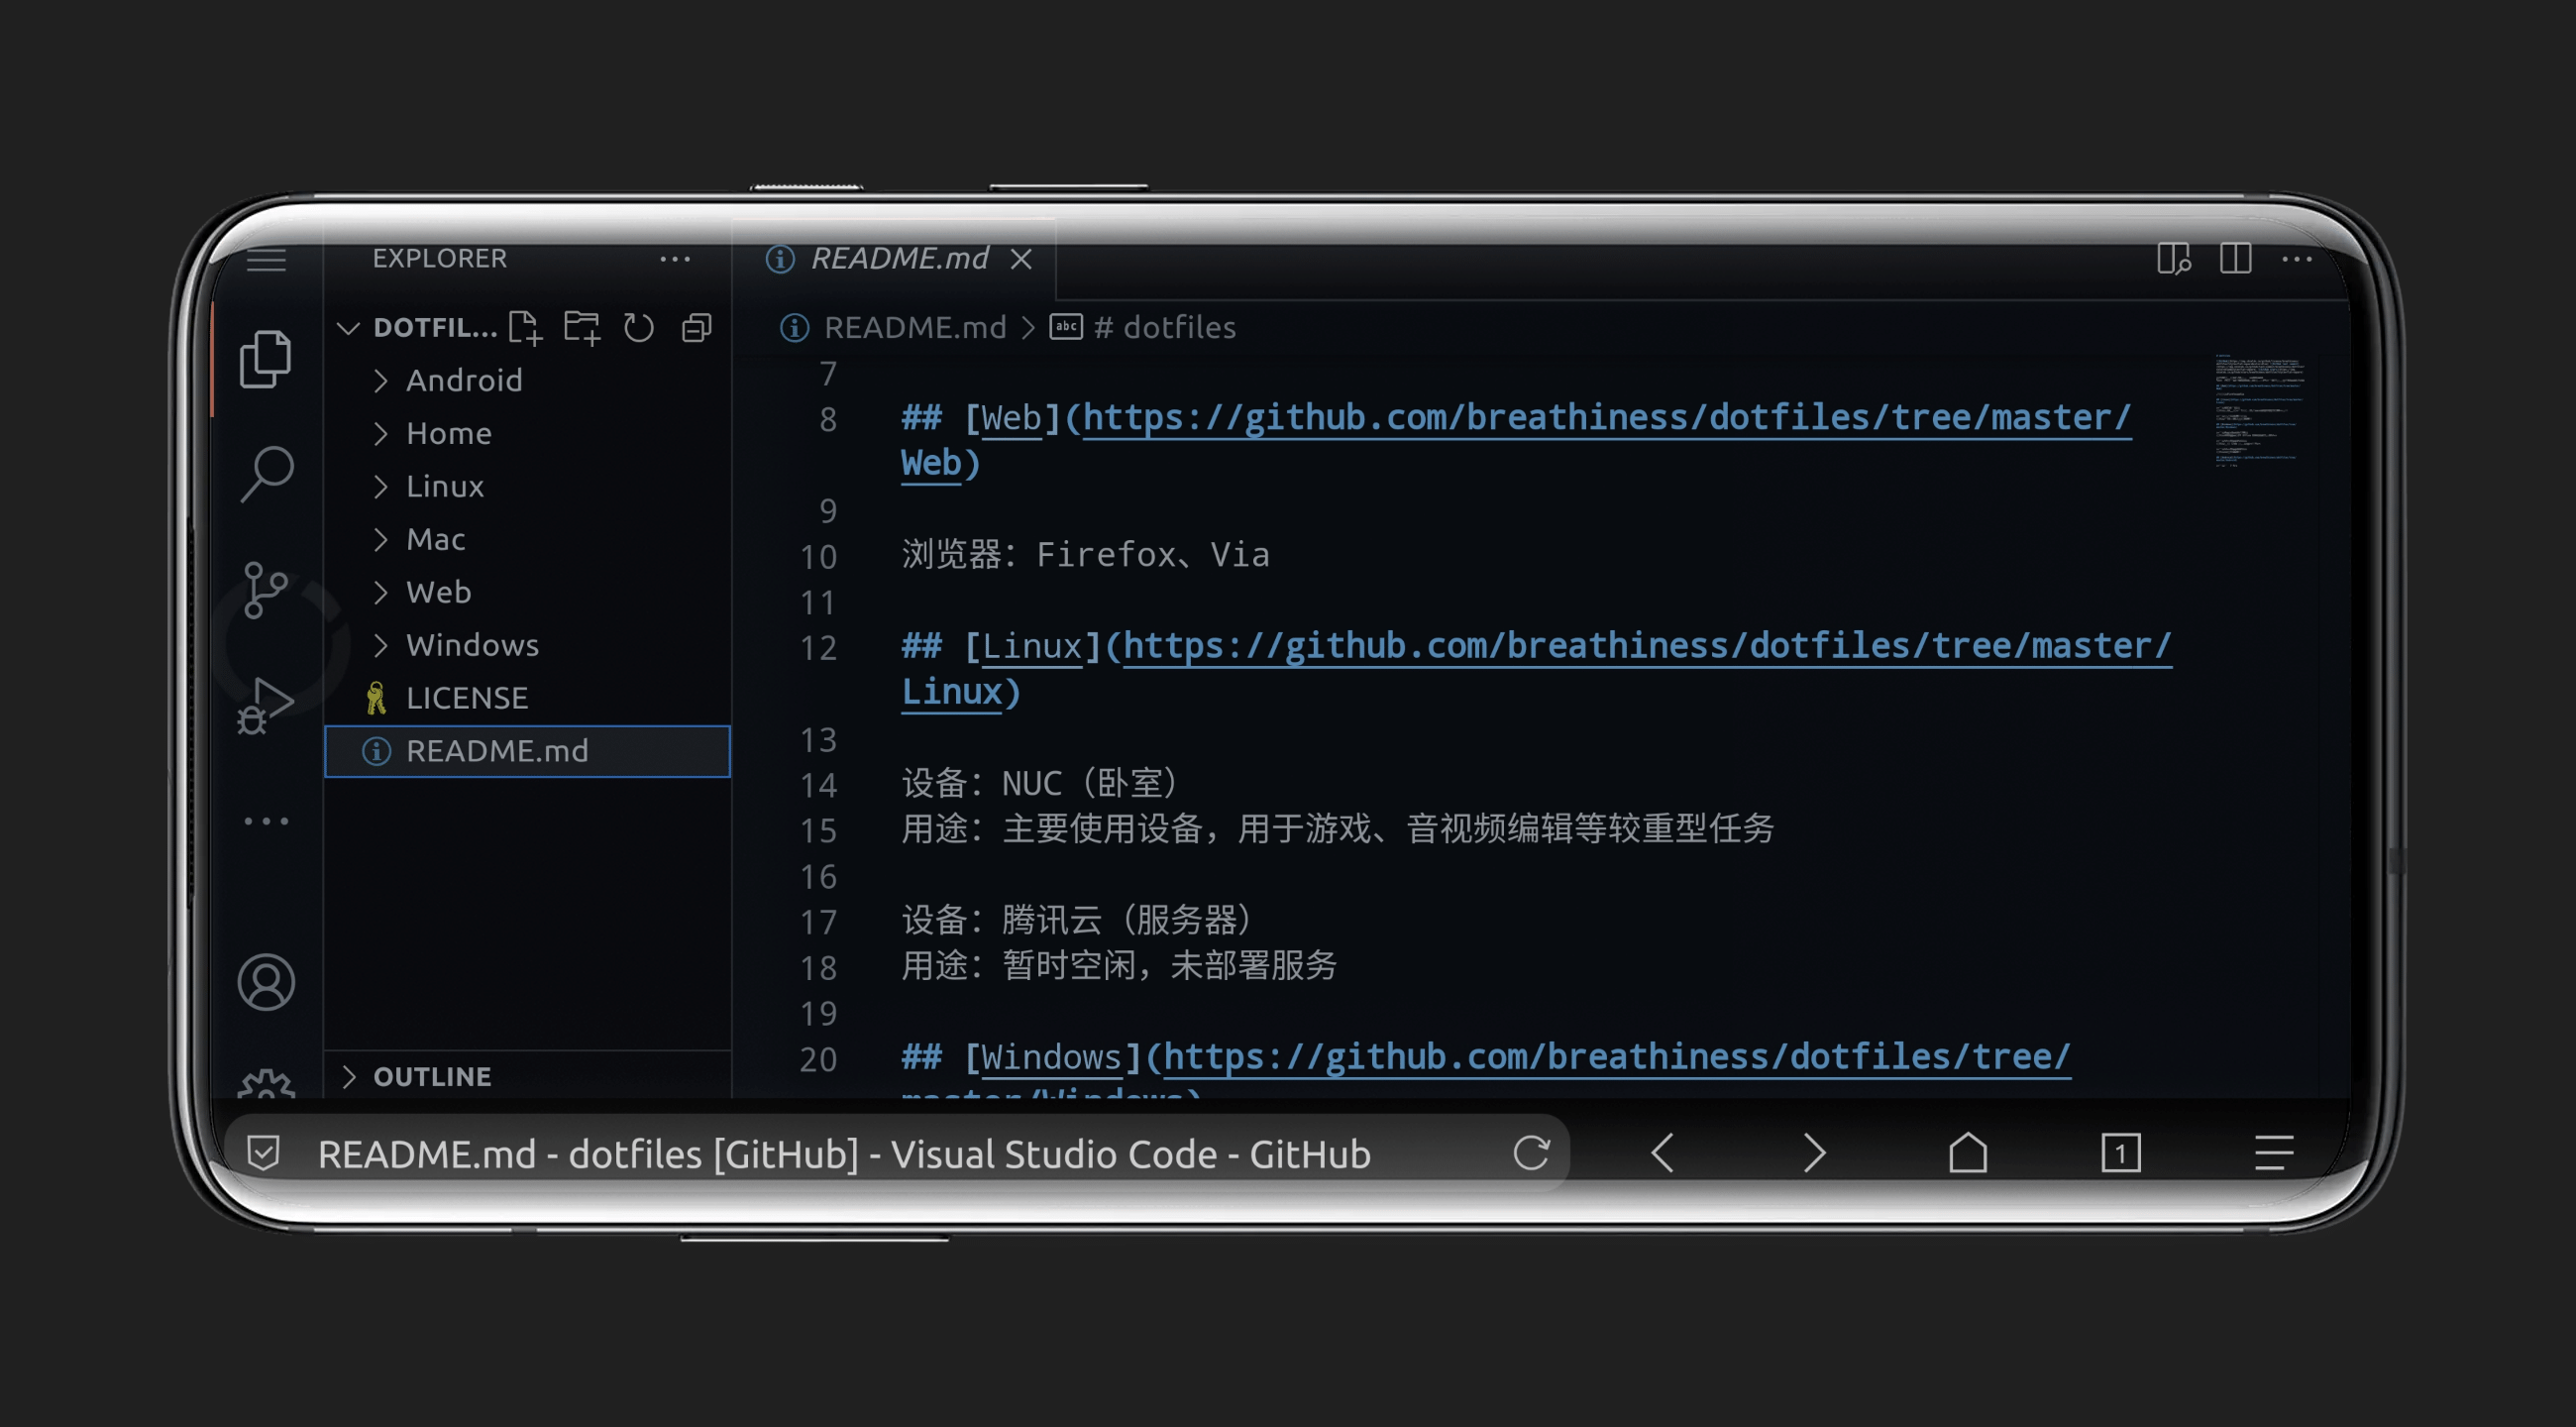 EXPLORER
README.md
DOTFIL...
README.md > # dotfiles
Android
Home
Linux
Mac
Web
Windows
LICENSE
README.md
OUTLINE
7
8 ## [Web](https://github.com/breathiness/dotfiles/tree/master/
Web)
9
10 浏览器：Firefox、Via
11
12 ## [Linux](https://github.com/breathiness/dotfiles/tree/master/
Linux)
13
14 设备：NUC（卧室）
15 用途：主要使用设备，用于游戏、音视频编辑等较重型任务
16
17 设备：腾讯云（服务器）
18 用途：暂时空闲，未部署服务
19
20 ## [Windows](https://github.com/breathiness/dotfiles/tree/
master/Windows)
README.md - dotfiles [GitHub] - Visual Studio Code - GitHub
1